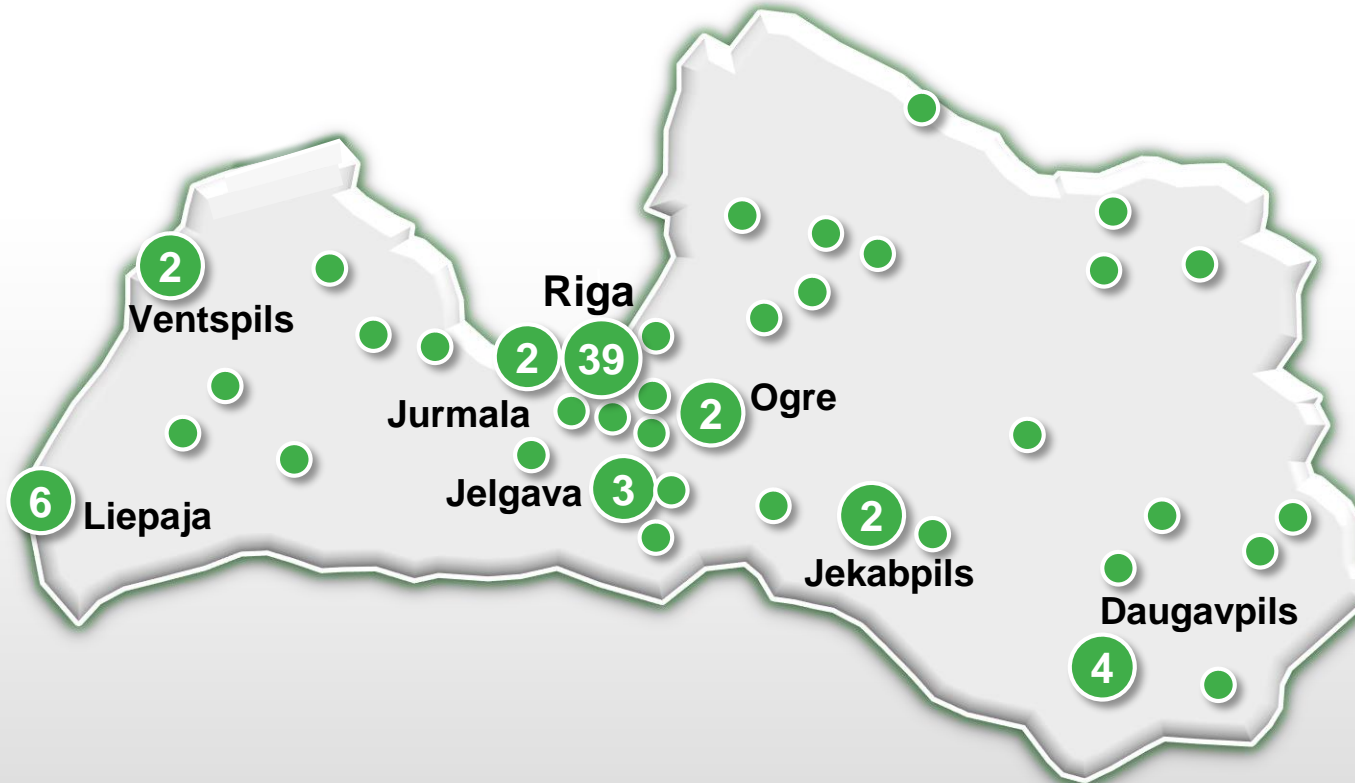 2
Ventspils
Riga
2
39
Jurmala
2
Ogre
6
Liepaja
Jelgava
3
2
Jekabpils
Daugavpils
4